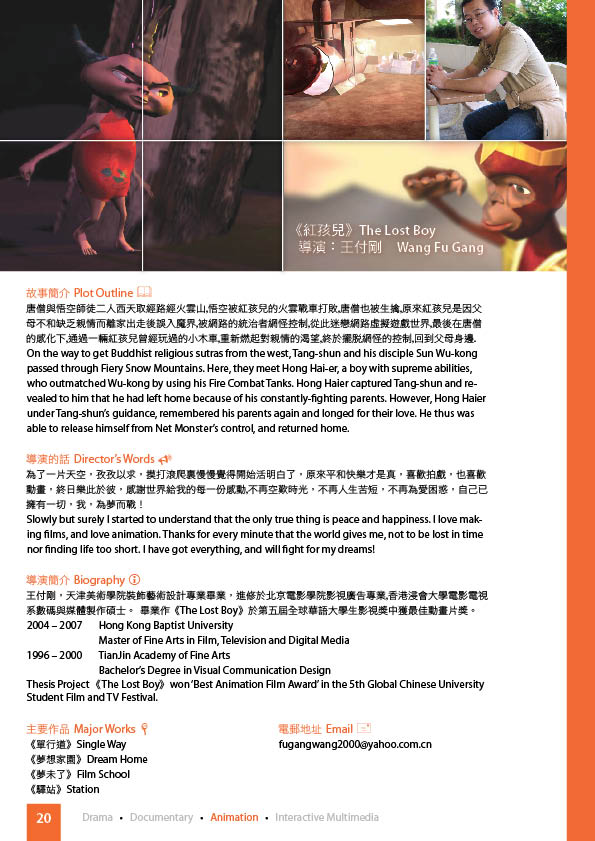 《紅孩兒》The Lost Boy
導演：王付剛 Wang Fu Gang
故事簡介 Plot Outline
唐僧與悟空師徒二人西天取經路經火雲山,悟空被紅孩兒的火雲戰車打敗,唐僧也被生擒,原來紅孩兒是因父
母不和缺乏親情而離家出走後誤入魔界,被網路的統治者網怪控制,從此迷戀網路虛擬遊戲世界,最後在唐僧
的感化下,通過一輛紅孩兒曾經玩過的小木車,重新燃起對親情的渴望,終於擺脫網怪的控制,回到父母身邊.
On the way to get Buddhist religious sutras from the west, Tang-shun and his disciple Sun Wu-kong
passed through Fiery Snow Mountains. Here, they meet Hong Hai-er, a boy with supreme abilities,
who outmatched Wu-kong by using his Fire Combat Tanks. Hong Haier captured Tang-shun and re-
vealed to him that he had left home because of his constantly-fighting parents. However, Hong Haier
under Tang-shun's guidance, remembered his parents again and longed for their love. He thus was
able to release himself from Net Monster's control, and returned home.
導演的話 Director's Words
為了一片天空，孜孜以求，摸打滾爬裏慢慢覺得開始活明白了，原來平和快樂才是真，喜歡拍戲，也喜歡
動畫，終日樂此於彼，感謝世界給我的每一份感動,不再空歎時光，不再人生苦短，不再為愛困惑，自己已
擁有一切，我，為夢而戰！
Slowly but surely I started to understand that the only true thing is peace and happiness. I love mak-
ing films, and love animation. Thanks for every minute that the world gives me, not to be lost in time
nor finding life too short. I have got everything, and will fight for my dreams!
導演簡介 Biography
王付剛，天津美術學院裝飾藝術設計專業畢業，進修於北京電影學院影視廣告專業,香港浸會大學電影電視
系數碼與媒體製作碩士。 畢業作《The Lost Boy》於第五屆全球華語大學生影視獎中獲最佳動畫片獎。
2004 – 2007 Hong Kong Baptist University
Master of Fine Arts in Film, Television and Digital Media
1996 – 2000 TianJin Academy of Fine Arts
Bachelor's Degree in Visual Communication Design
Thesis Project 《The Lost Boy》 won 'Best Animation Film Award' in the 5th Global Chinese University
Student Film and TV Festival.
主要作品 Major Works
《單行道》Single Way
《夢想家園》Dream Home
《夢未了》Film School
《驛站》Station
電郵地址 Email
fugangwang2000@yahoo.com.cn
20 Drama • Documentary • Animation • Interactive Multimedia